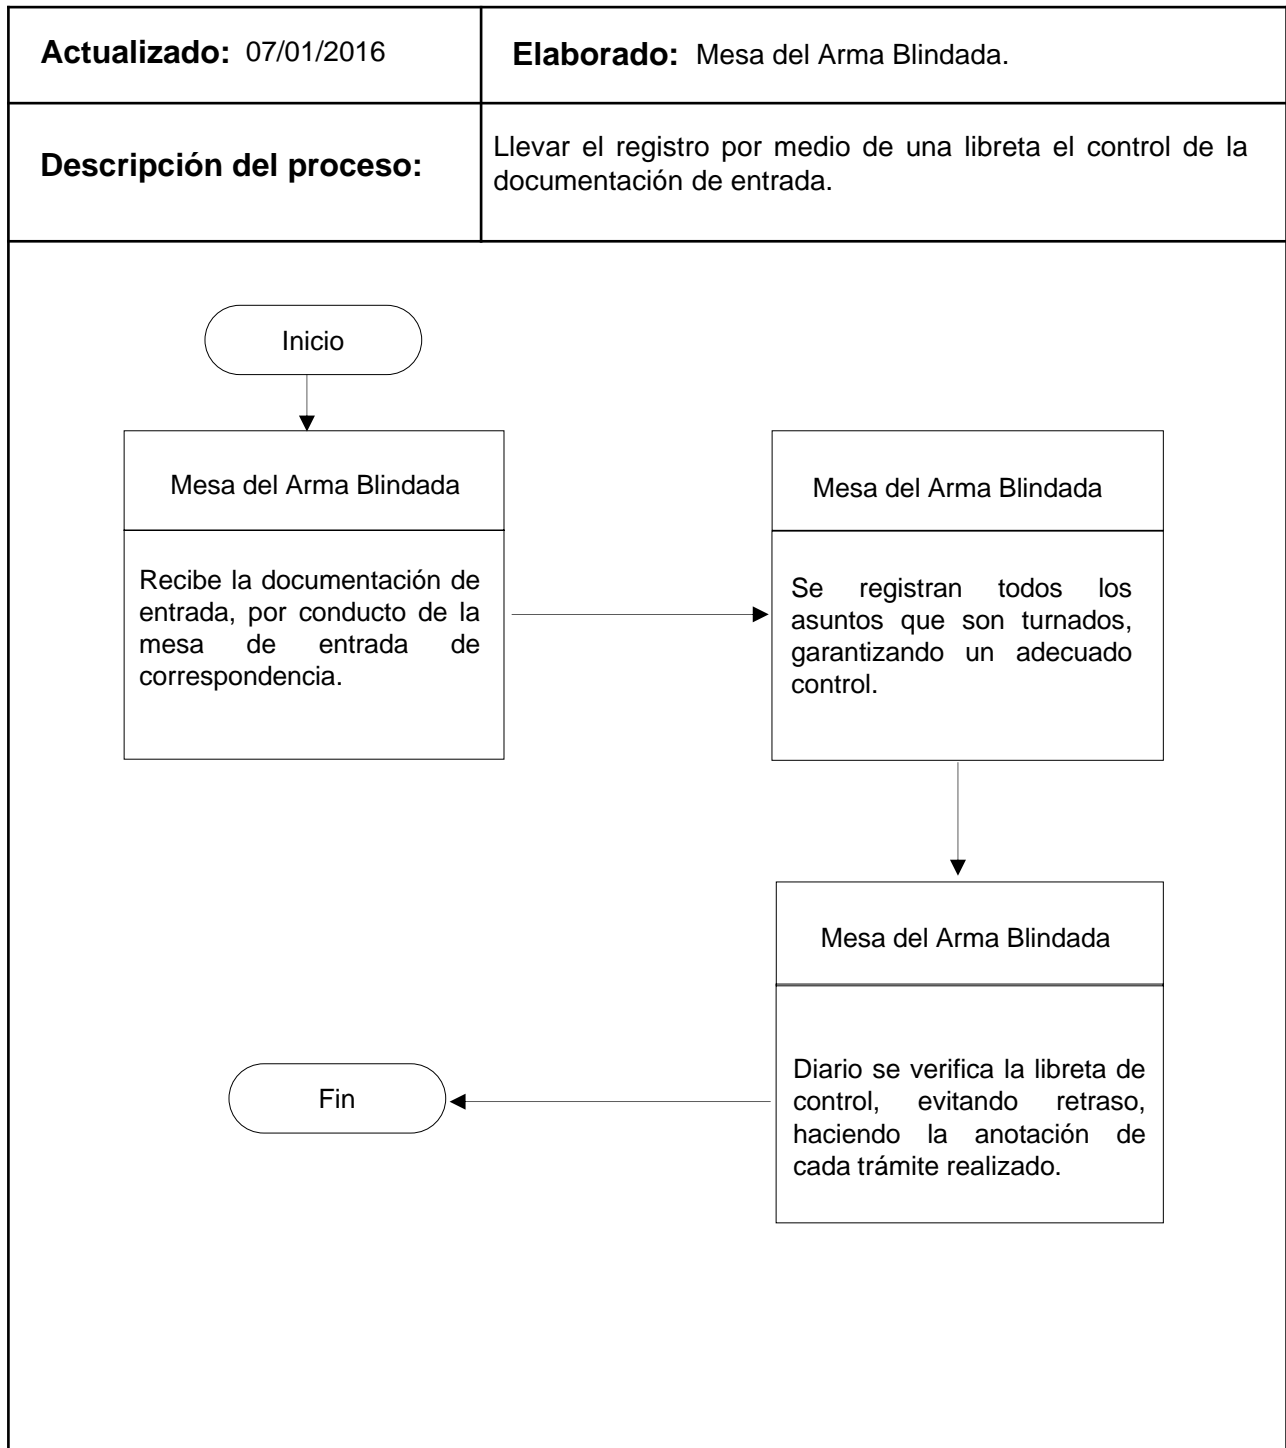 Actualizado: 07/01/2016
Elaborado: Mesa del Arma Blindada.
Descripción del proceso:
Llevar el registro por medio de una libreta el control de la
documentación de entrada.
Inicio
Mesa del Arma Blindada
Recibe la documentación de
entrada, por conducto de la
mesa de entrada de
correspondencia.
Mesa del Arma Blindada
Se registran todos los
asuntos que son turnados,
garantizando un adecuado
control.
Mesa del Arma Blindada
Diario se verifica la libreta de
control, evitando retraso,
haciendo la anotación de
cada trámite realizado.
Fin